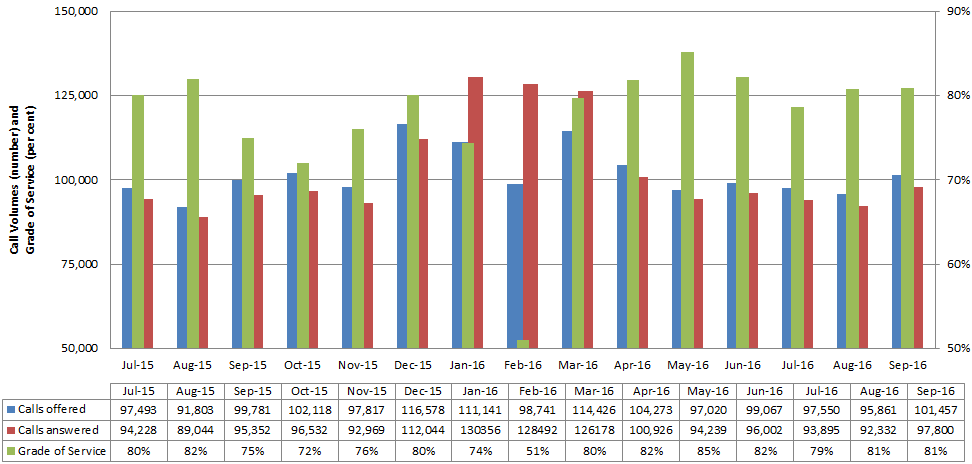 150,000 90%
125,000 80%
100,000 70%
75,000 60%
50,000 50%
Call Volumes (number) and
Grade of Service (per cent)
Jul-15 Aug-15 Sep-15 Oct-15 Nov-15 Dec-15 Jan-16 Feb-16 Mar-16 Apr-16 May-16 Jun-16 Jul-16 Aug-16 Sep-16
Jul-15 Aug-15 Sep-15 Oct-15 Nov-15 Dec-15 Jan-16 Feb-16 Mar-16 Apr-16 May-16 Jun-16 Jul-16 Aug-16 Sep-16
Calls offered 97,493 91,803 99,781 102,118 97,817 116,578 111,141 98,741 114,426 104,273 97,020 99,067 97,550 95,861 101,457
Calls answered 94,228 89,044 95,352 96,532 92,969 112,044 130356 128492 126178 100,926 94,239 96,002 93,895 92,332 97,800
Grade of Service 80% 82% 75% 72% 76% 80% 74% 51% 80% 82% 85% 82% 79% 81% 81%